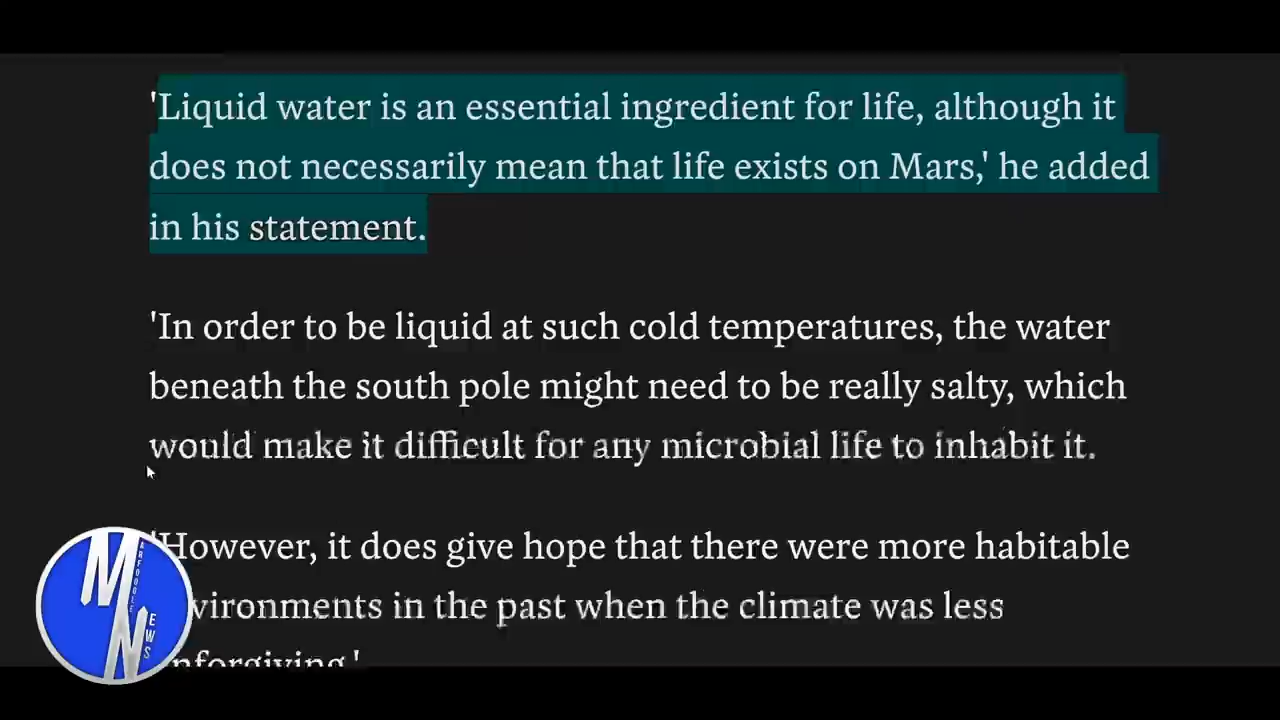 'Liquid water is an essential ingredient for life, although it
does not necessarily mean that life exists on Mars,' he added
in his statement.
'In order to be liquid at such cold temperatures, the water
beneath the south pole might need to be really salty, which
would make it difficult for any microbial life to inhabit it.
'However, it does give hope that there were more habitable
vironments in the past when the climate was less
nforgiving.'
M
N
EWS